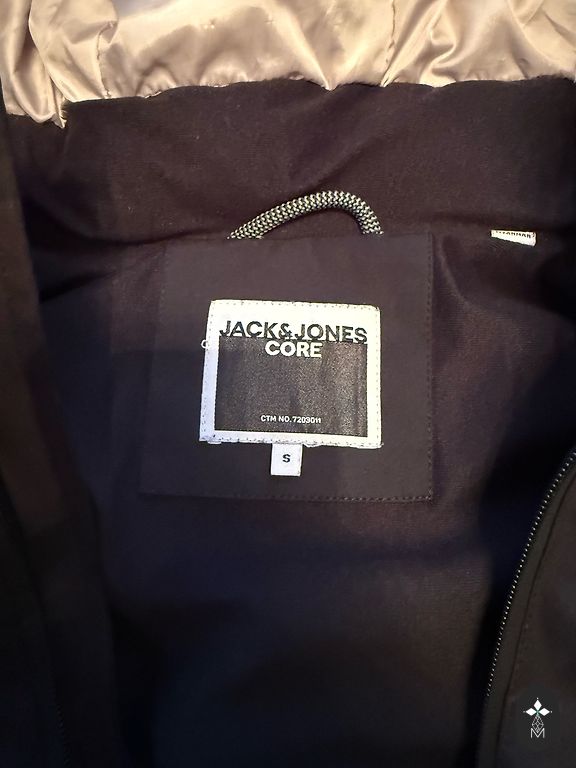 JACK&JONES
CORE
CTM NO. 7203011
S